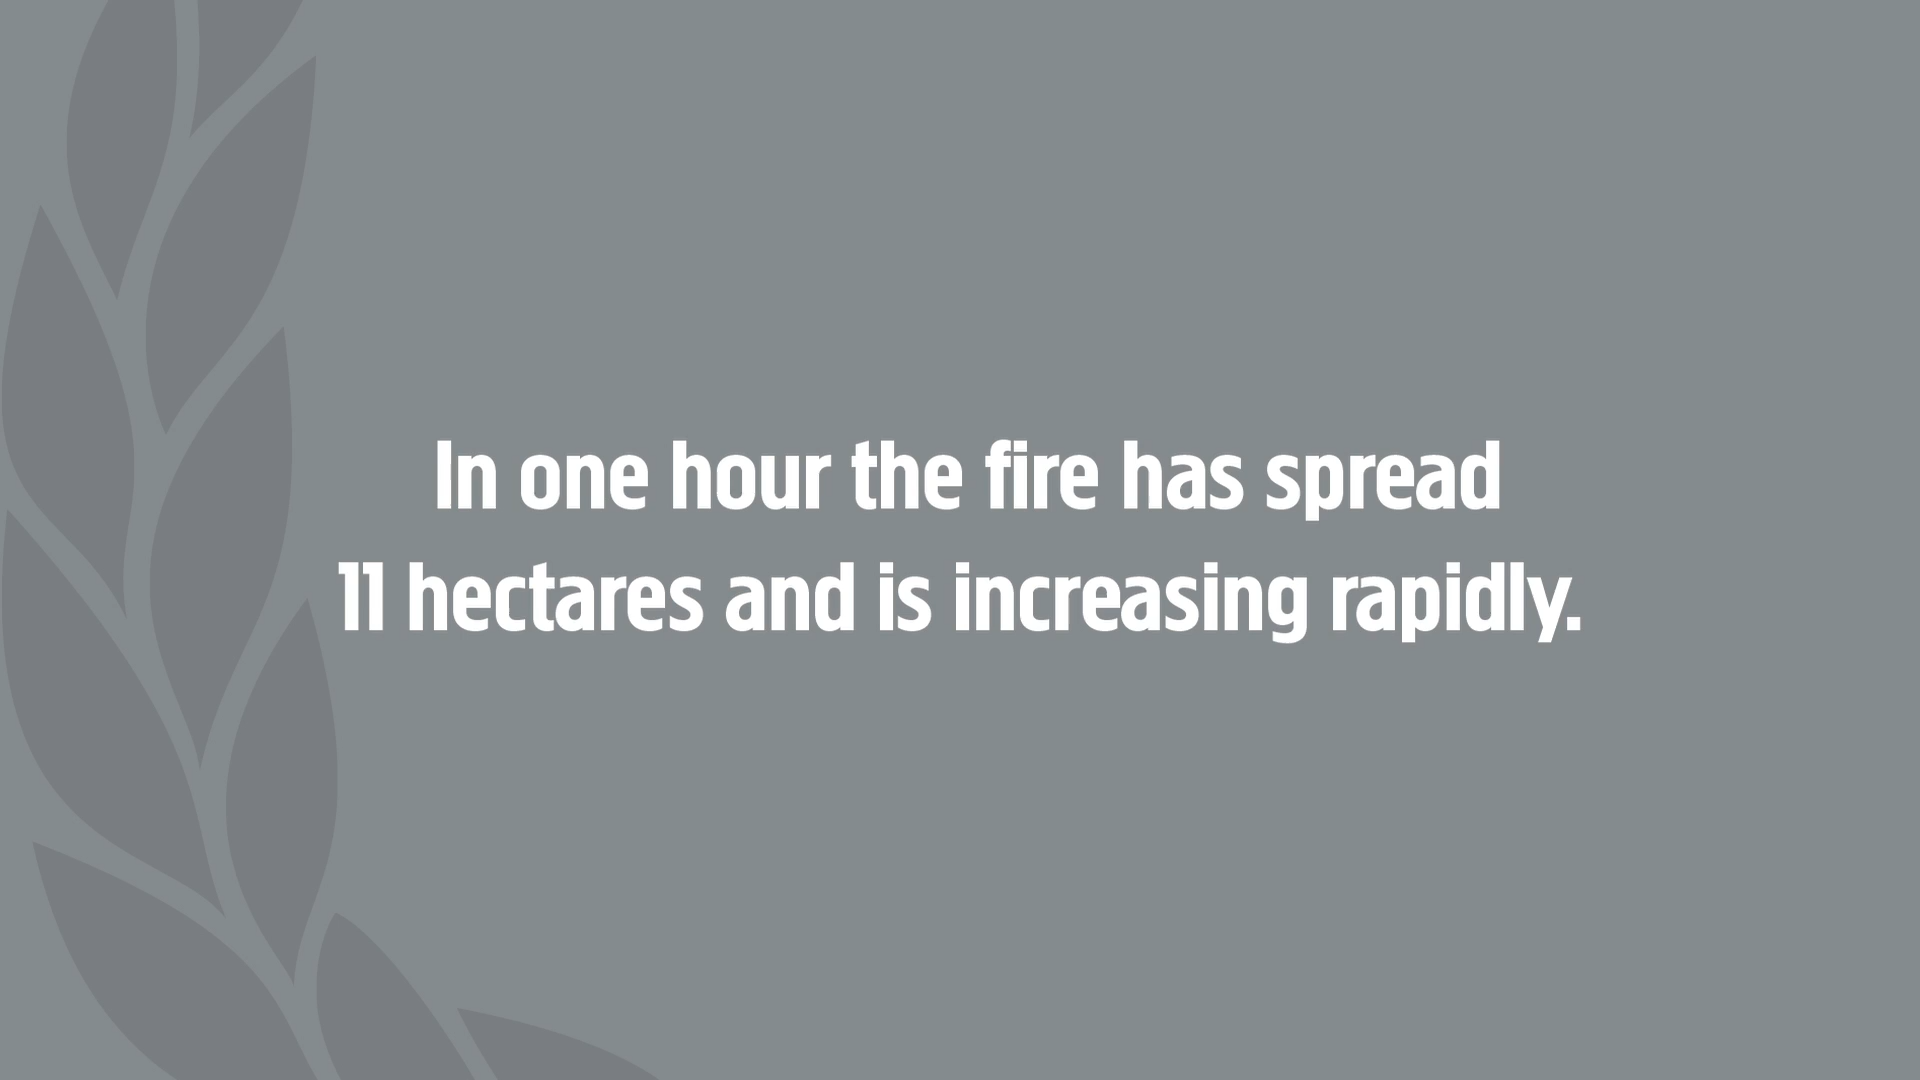 In one hour the fire has spread
11 hectares and is increasing rapidly.